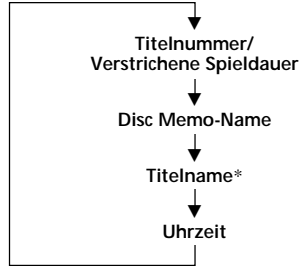 Titelnummer/
Verstrichene Spieldauer
Disc Memo-Name
Titelname*
Uhrzeit